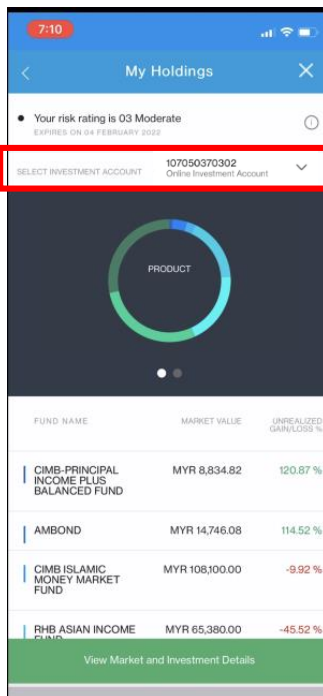 7:10
My Holdings
Your risk rating is 03 Moderate
EXPIRES ON 04 FEBRUARY 2022
SELECT INVESTMENT ACCOUNT
107050370302
Online Investment Account
PRODUCT
FUND NAME MARKET VALUE UNREALIZED
GAIN/LOSS %
CIMB-PRINCIPAL MYR 8,834.82 120.87 %
INCOME PLUS
BALANCED FUND
AMBOND MYR 14,746.08 114.52 %
CIMB ISLAMIC MYR 108,100.00 -9.92 %
MONEY MARKET
FUND
RHB ASIAN INCOME MYR 65,380.00 -45.52 %
FUND
View Market and Investment Details